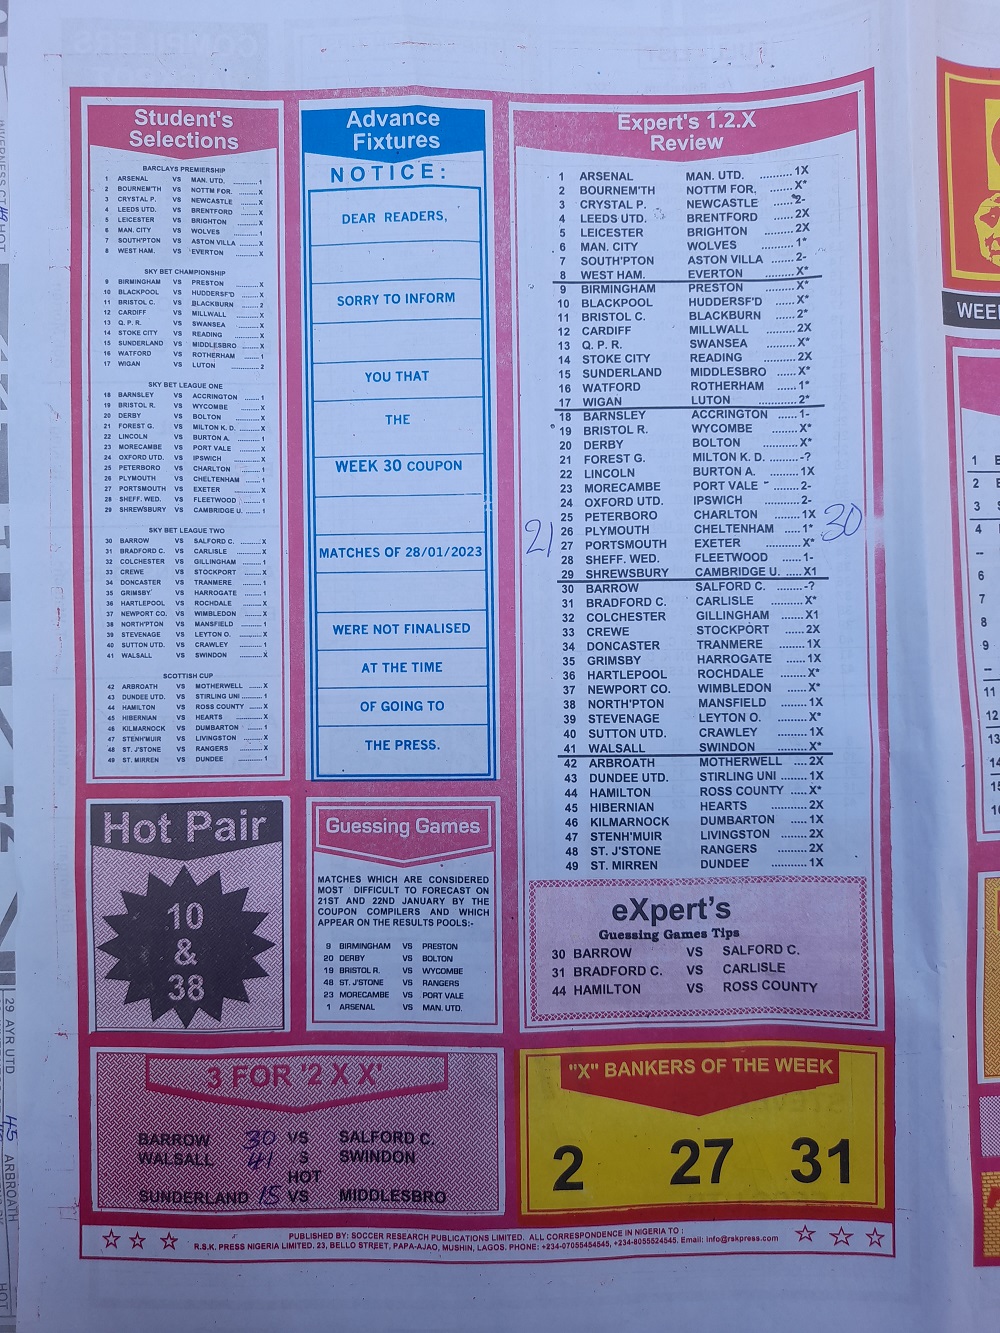 Student's
Selections
BARCLAYS PREMIERSHIP
1 ARSENAL VS MAN. UTD. ........... 1
2 BOURNEM'TH VS NOTTM FOR. .......... X
3 CRYSTAL P. VS NEWCASTLE ......... X
4 LEEDS UTD. VS BRENTFORD ......... X
5 LEICESTER VS BRIGHTON ........... X
6 MAN. CITY VS WOLVES ............ 1
7 SOUTH'PTON VS ASTON VILLA ....... X
8 WEST HAM. VS EVERTON ............ X
SKY BET CHAMPIONSHIP
9 BIRMINGHAM VS PRESTON ........... X
10 BLACKPOOL VS HUDDERSF'D ....... X
11 BRISTOL C. VS BLACKBURN ........ 2
12 CARDIFF VS MILLWALL .......... X
13 Q. P. R. VS SWANSEA .......... X
14 STOKE CITY VS READING ........... X
15 SUNDERLAND VS MIDDLESBRO ...... X
16 WATFORD VS ROTHERHAM ........ 1
17 WIGAN VS LUTON .............. 2
SKY BET LEAGUE ONE
18 BARNSLEY VS ACCRINGTON ....... 1
19 BRISTOL R. VS WYCOMBE .......... X
20 DERBY VS BOLTON ............ X
21 FOREST G. VS MILTON K. D. ....... X
22 LINCOLN VS BURTON A. .......... 1
23 MORECAMBE VS PORT VALE ......... X
24 OXFORD UTD. VS IPSWICH ............ X
25 PETERBORO VS CHARLTON ......... 1
26 PLYMOUTH VS CHELTENHAM ...... 1
27 PORTSMOUTH VS EXETER ............. X
28 SHEFF. WED. VS FLEETWOOD ........ 1
29 SHREWSBURY VS CAMBRIDGE U. ...... 1
SKY BET LEAGUE TWO
30 BARROW VS SALFORD C. ........ X
31 BRADFORD C. VS CARLISLE .......... X
32 COLCHESTER VS GILLINGHAM ........ 1
33 CREWE VS STOCKPORT ........ X
34 DONCASTER VS TRANMERE .......... 1
35 GRIMSBY VS HARROGATE ........ 1
36 HARTLEPOOL VS ROCHDALE ......... X
37 NEWPORT CO. VS WIMBLEDON ....... X
38 NORTH'PTON VS MANSFIELD ......... 1
39 STEVENAGE VS LEYTON O. ......... X
40 SUTTON UTD. VS CRAWLEY .......... 1
41 WALSALL VS SWINDON ........... X
SCOTTISH CUP
42 ARBROATH VS MOTHERWELL ..... X
43 DUNDEE UTD. VS STIRLING UNI ....... 1
44 HAMILTON VS ROSS COUNTY ..... X
45 HIBERNIAN VS HEARTS ............. X
46 KILMARNOCK VS DUMBARTON ........ 1
47 STENH'MUIR VS LIVINGSTON ........ X
48 ST. J'STONE VS RANGERS ........... X
49 ST. MIRREN VS DUNDEE ............. 1
Advance
Fixtures
NOTICE:
DEAR READERS,
SORRY TO INFORM
YOU THAT
THE
WEEK 30 COUPON
MATCHES OF 28/01/2023
WERE NOT FINALISED
AT THE TIME
OF GOING TO
THE PRESS.
Expert's 1.2.X
Review
1 ARSENAL MAN. UTD. .......... 1X
2 BOURNEM'TH NOTTM FOR. .......... X*
3 CRYSTAL P. NEWCASTLE ........ 2-
4 LEEDS UTD. BRENTFORD ........ 2X
5 LEICESTER BRIGHTON .......... 2X
6 MAN. CITY WOLVES ............ 1*
7 SOUTH'PTON ASTON VILLA ....... 2-
8 WEST HAM. EVERTON .......... X*
9 BIRMINGHAM PRESTON .......... X*
10 BLACKPOOL HUDDERSF'D ....... X*
11 BRISTOL C. BLACKBURN ........ 2*
12 CARDIFF MILLWALL ......... 2X
13 Q. P. R. SWANSEA .......... X*
14 STOKE CITY READING .......... 2X
15 SUNDERLAND MIDDLESBRO ...... X*
16 WATFORD ROTHERHAM ........ 1*
17 WIGAN LUTON ............ 2*
18 BARNSLEY ACCRINGTON ....... 1-
19 BRISTOL R. WYCOMBE ......... X*
20 DERBY BOLTON ........... X*
21 FOREST G. MILTON K. D. ....... -?
22 LINCOLN BURTON A. ......... 1X
23 MORECAMBE PORT VALE ........ 2-
24 OXFORD UTD. IPSWICH ........... 2-
25 PETERBORO CHARLTON ......... 1X
26 PLYMOUTH CHELTENHAM ..... 1*
27 PORTSMOUTH EXETER ........... X*
28 SHEFF. WED. FLEETWOOD ....... 1-
29 SHREWSBURY CAMBRIDGE U. ..... X1
30 BARROW SALFORD C. ........ -?
31 BRADFORD C. CARLISLE .......... X*
32 COLCHESTER GILLINGHAM ....... X1
33 CREWE STOCKPORT ....... 2X
34 DONCASTER TRANMERE ......... 1X
35 GRIMSBY HARROGATE ....... 1X
36 HARTLEPOOL ROCHDALE ........ X*
37 NEWPORT CO. WIMBLEDON ...... X*
38 NORTH'PTON MANSFIELD ........ 1X
39 STEVENAGE LEYTON O. ........ X*
40 SUTTON UTD. CRAWLEY ......... 1X
41 WALSALL SWINDON .......... X*
42 ARBROATH MOTHERWELL .... 2X
43 DUNDEE UTD. STIRLING UNI ...... 1X
44 HAMILTON ROSS COUNTY ..... X*
45 HIBERNIAN HEARTS ............ 2X
46 KILMARNOCK DUMBARTON ....... 1X
47 STENH'MUIR LIVINGSTON ....... 2X
48 ST. J'STONE RANGERS .......... 2X
49 ST. MIRREN DUNDEE ............ 1X
21
30
eXpert's
Guessing Games Tips
30 BARROW VS SALFORD C.
31 BRADFORD C. VS CARLISLE
44 HAMILTON VS ROSS COUNTY
Hot Pair
10
&
38
Guessing Games
MATCHES WHICH ARE CONSIDERED
MOST DIFFICULT TO FORECAST ON
21ST AND 22ND JANUARY BY THE
COUPON COMPILERS AND WHICH
APPEAR ON THE RESULTS POOLS:-
9 BIRMINGHAM VS PRESTON
20 DERBY VS BOLTON
19 BRISTOL R. VS WYCOMBE
48 ST. J'STONE VS RANGERS
23 MORECAMBE VS PORT VALE
1 ARSENAL VS MAN. UTD.
3 FOR '2 X X'
BARROW 30 VS SALFORD C.
WALSALL 41 S SWINDON
HOT
SUNDERLAND 15 VS MIDDLESBRO
"X" BANKERS OF THE WEEK
2 27 31
PUBLISHED BY: SOCCER RESEARCH PUBLICATIONS LIMITED. ALL CORRESPONDENCE IN NIGERIA TO :
R.S.K. PRESS NIGERIA LIMITED. 23, BELLO STREET, PAPA-AJAO, MUSHIN, LAGOS. PHONE: +234-07055454545, +234-8055524545. Email: info@rskpress.com
29 AYR UTD
45 ARBROATH
HOT
WEE
1
2
3
4
6
7
8
9
11
12
13
14